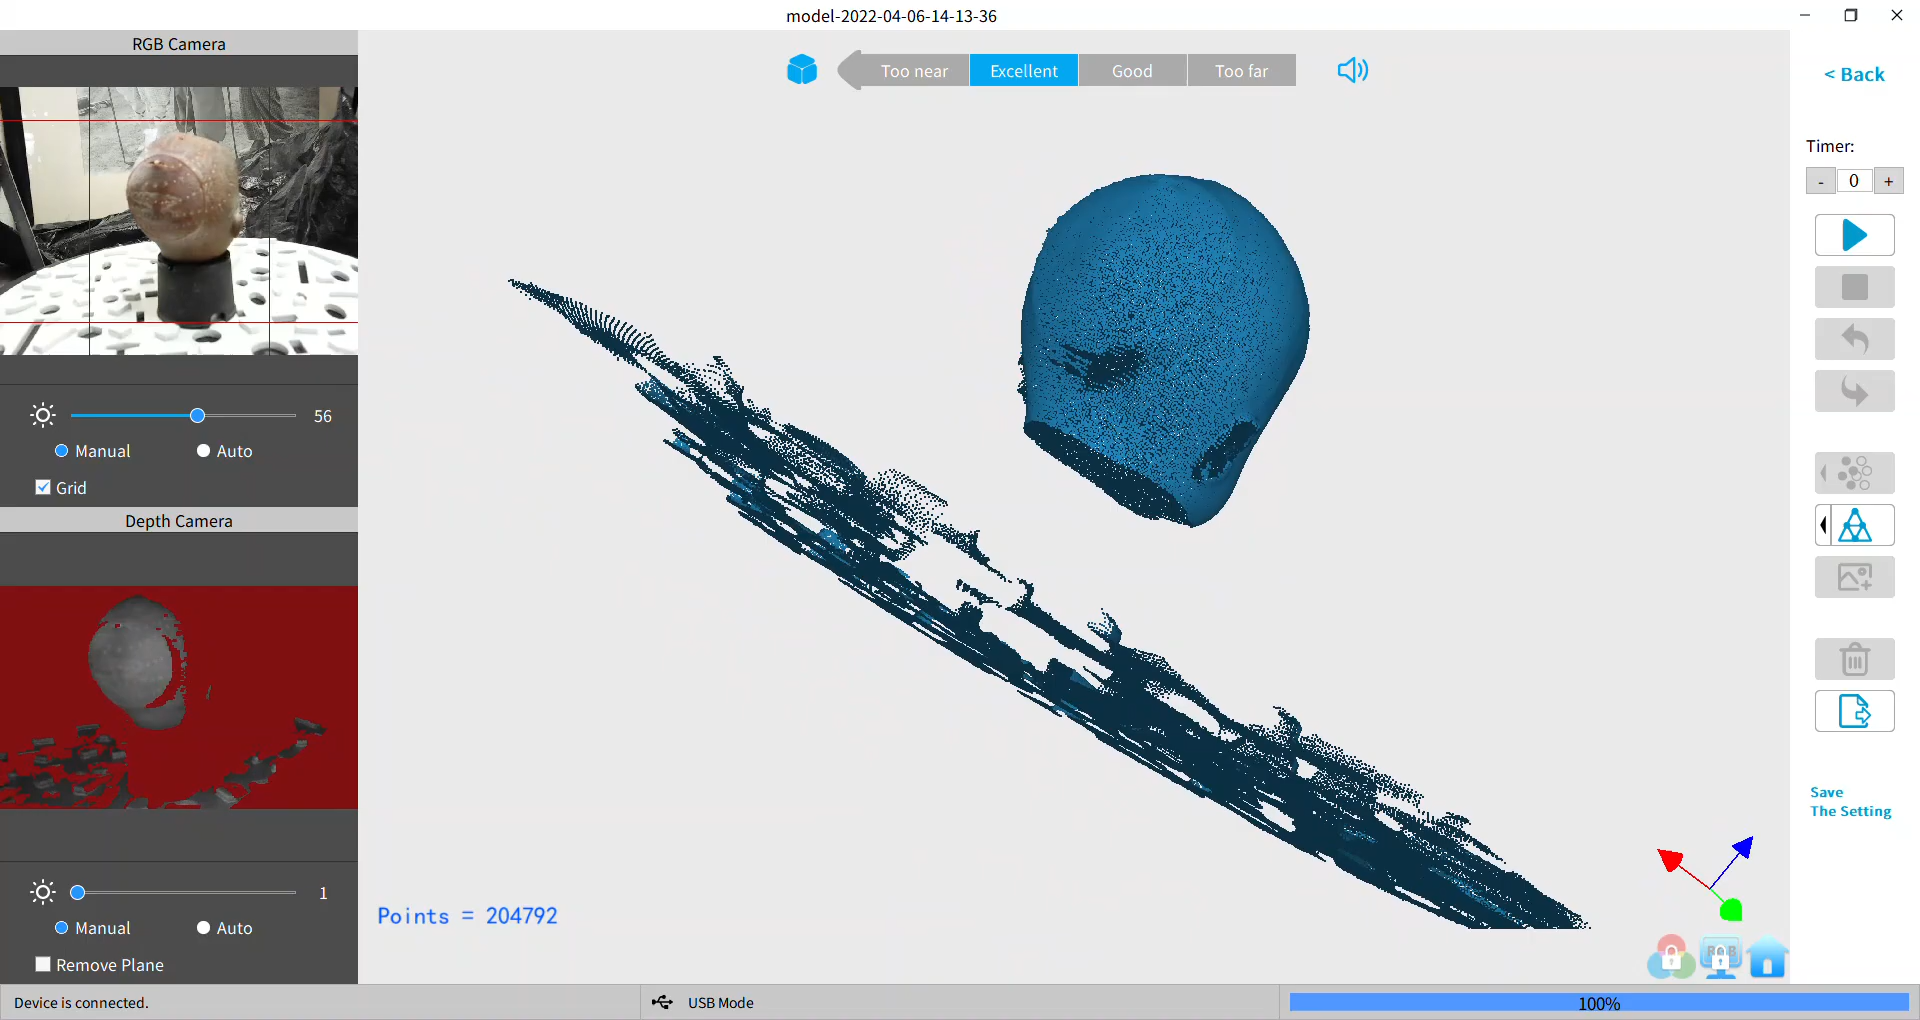 model-2022-04-06-14-13-36
RGB Camera
56
Manual
Auto
Grid
Depth Camera
1
Manual
Auto
Remove Plane
Too near
Excellent
Good
Too far
Points = 204792
< Back
Timer:
- 0 +
Save
The Setting
RGB
Device is connected.
USB Mode
100%